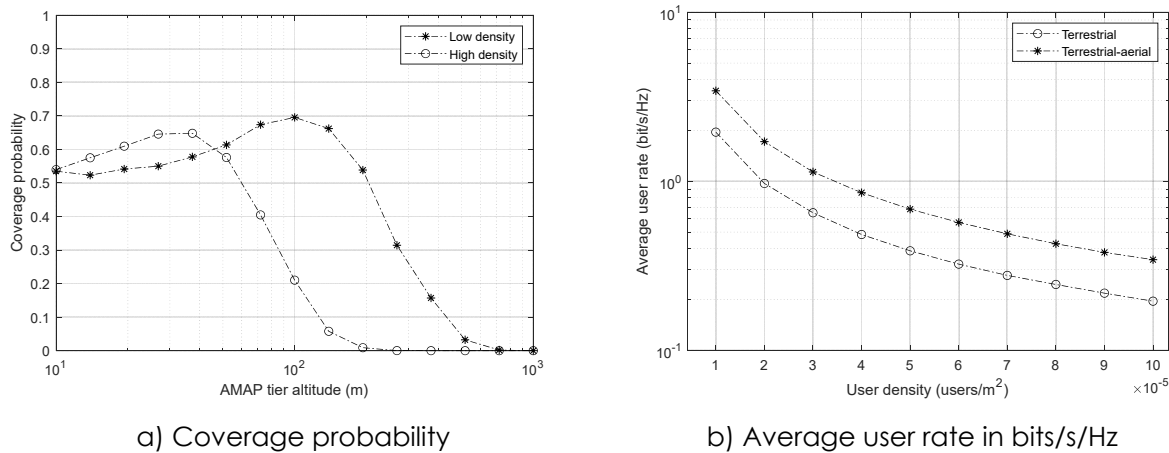 1
0.9
0.8
0.7
0.6
0.5
0.4
0.3
0.2
0.1
0
Coverage probability
Low density
High density
10^1 10^2 10^3
AMAP tier altitude (m)
a) Coverage probability
10^1
10^0
10^-1
Average user rate (bit/s/Hz)
Terrestrial
Terrestrial-aerial
1 2 3 4 5 6 7 8 9 10
User density (users/m^2)
×10^-5
b) Average user rate in bits/s/Hz